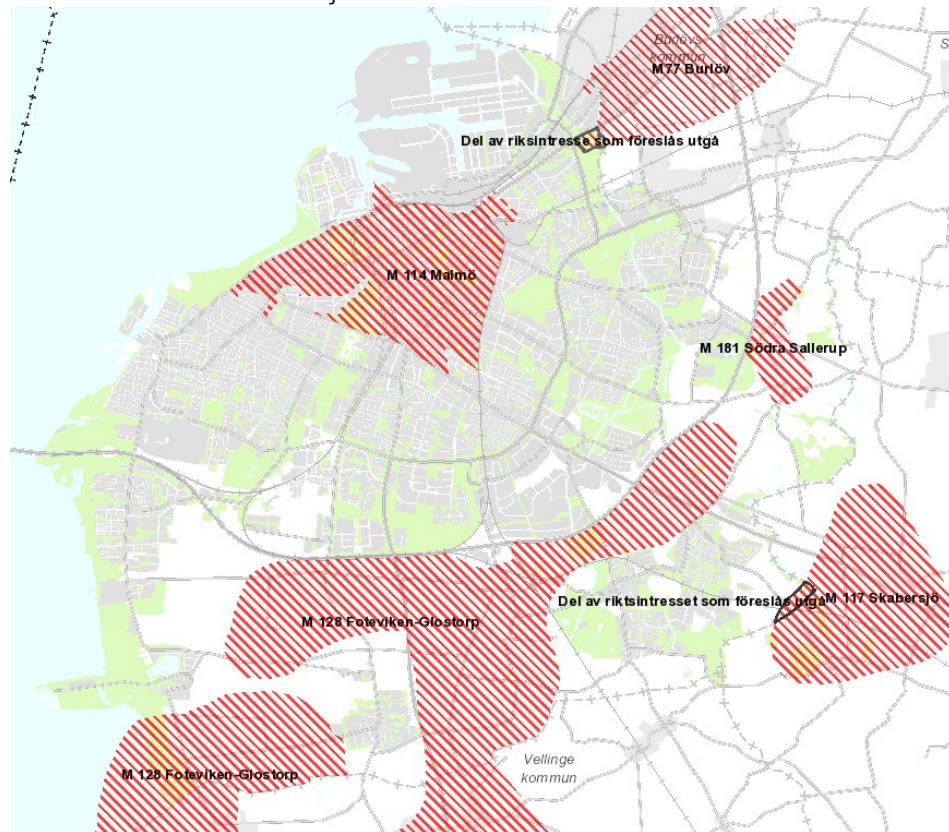 j
Burlövs
kommun
M77 Burlöv
S
Del av riksintresse som föreslås utgå
M 114 Malmö
M 181 Södra Sallerup
Del av riktsintresset som föreslås utgå
M 117 Skabersjö
M 128 Foteviken-Glostorp
Vellinge
kommun
M 128 Foteviken-Glostorp